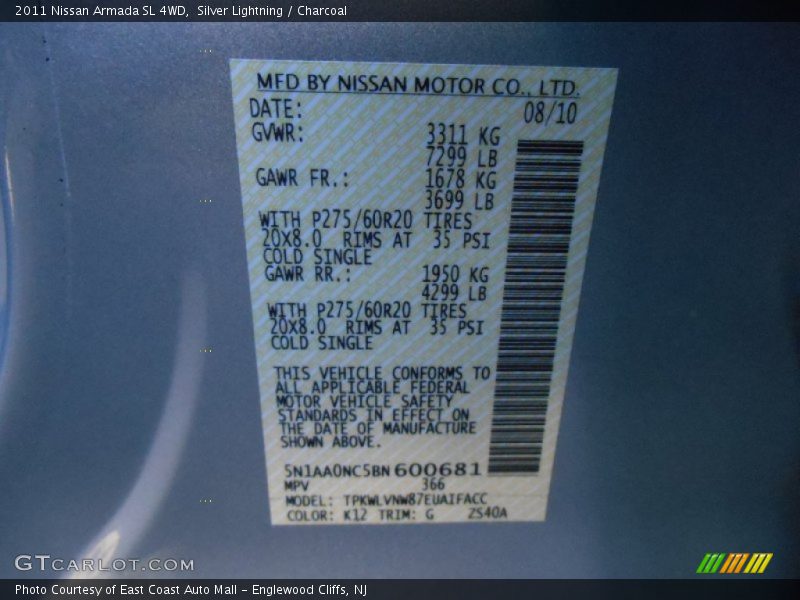 2011 Nissan Armada SL 4WD,  Silver Lightning / Charcoal
MFD BY NISSAN MOTOR CO., LTD.
DATE: 08/10
GVWR: 3311 KG
7299 LB
GAWR FR.: 1678 KG
3699 LB
WITH P275/60R20 TIRES
20X8.0 RIMS AT 35 PSI
COLD SINGLE
GAWR RR.: 1950 KG
4299 LB
WITH P275/60R20 TIRES
20X8.0 RIMS AT 35 PSI
COLD SINGLE
THIS VEHICLE CONFORMS TO
ALL APPLICABLE FEDERAL
MOTOR VEHICLE SAFETY
STANDARDS IN EFFECT ON
THE DATE OF MANUFACTURE
SHOWN ABOVE.
5N1AA0NC5BN600681
MPV 366
MODEL: TPKWLVNW87EUAIFACC
COLOR: K12 TRIM: G ZS40A
GTCARLOT.COM
Photo Courtesy of East Coast Auto Mall – Englewood Cliffs, NJ